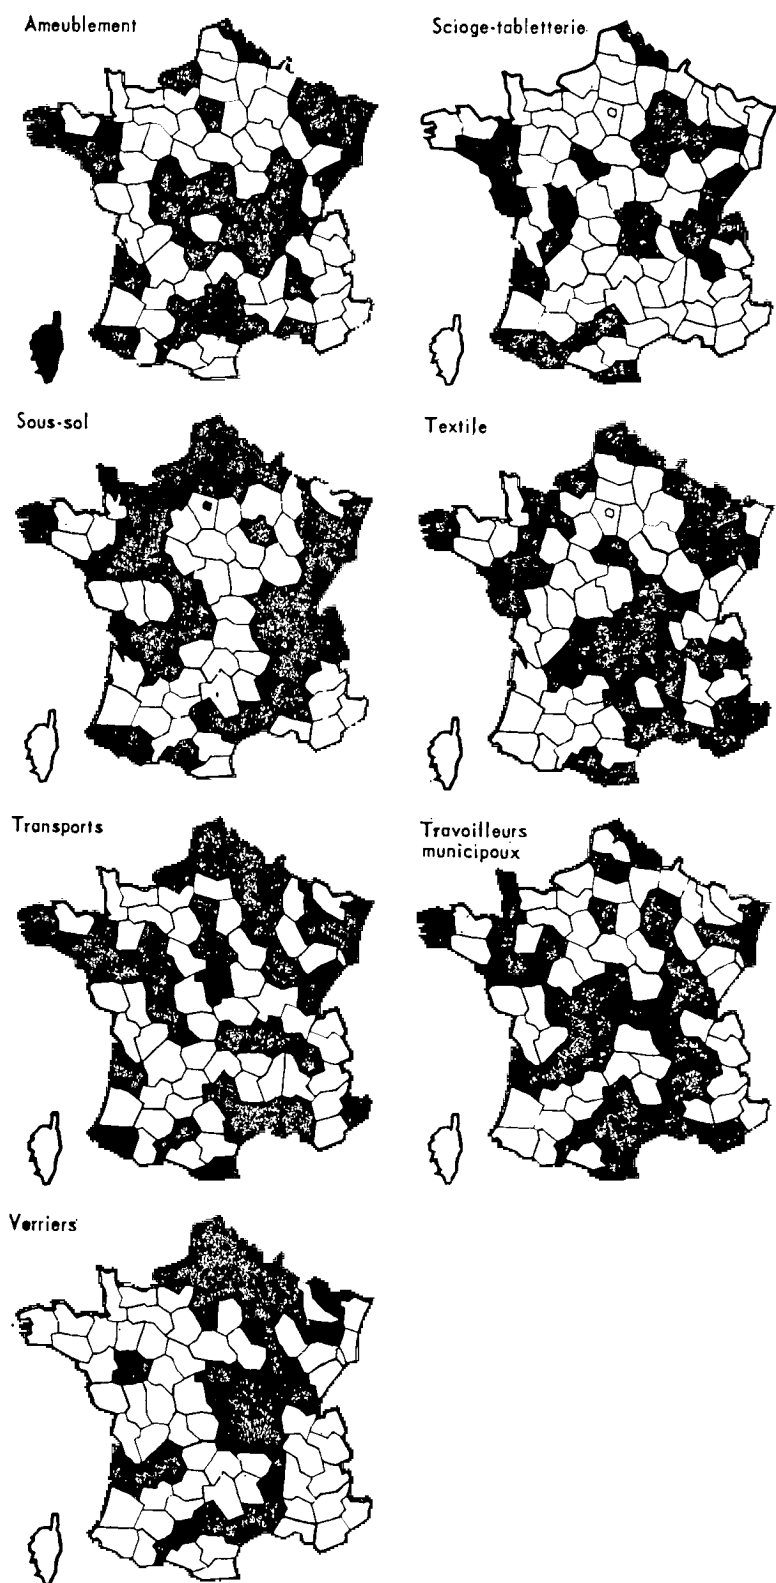 Ameublement
Scioge-tabletterie
Sous-sol
Textile
Transports
Travoilleurs
municipoux
Verriers